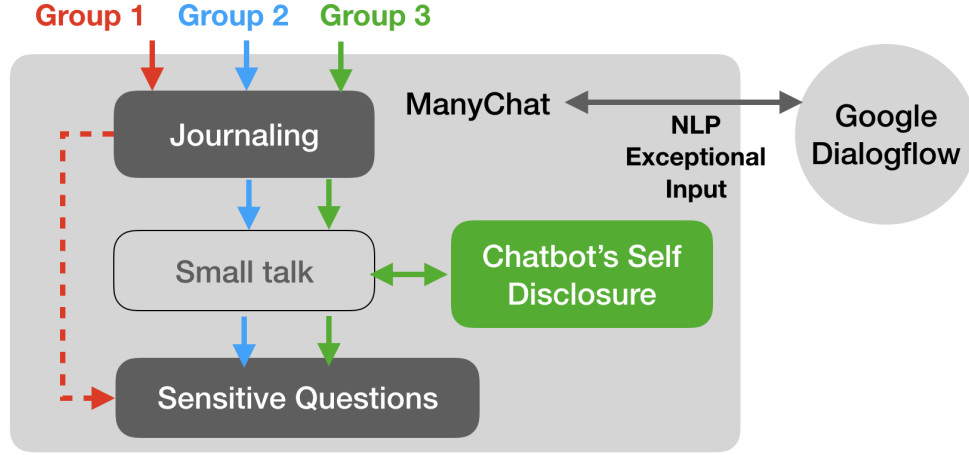 Group 1 Group 2 Group 3
Journaling
ManyChat
NLP
Exceptional
Input
Google
Dialogflow
Small talk
Chatbot's Self
Disclosure
Sensitive Questions